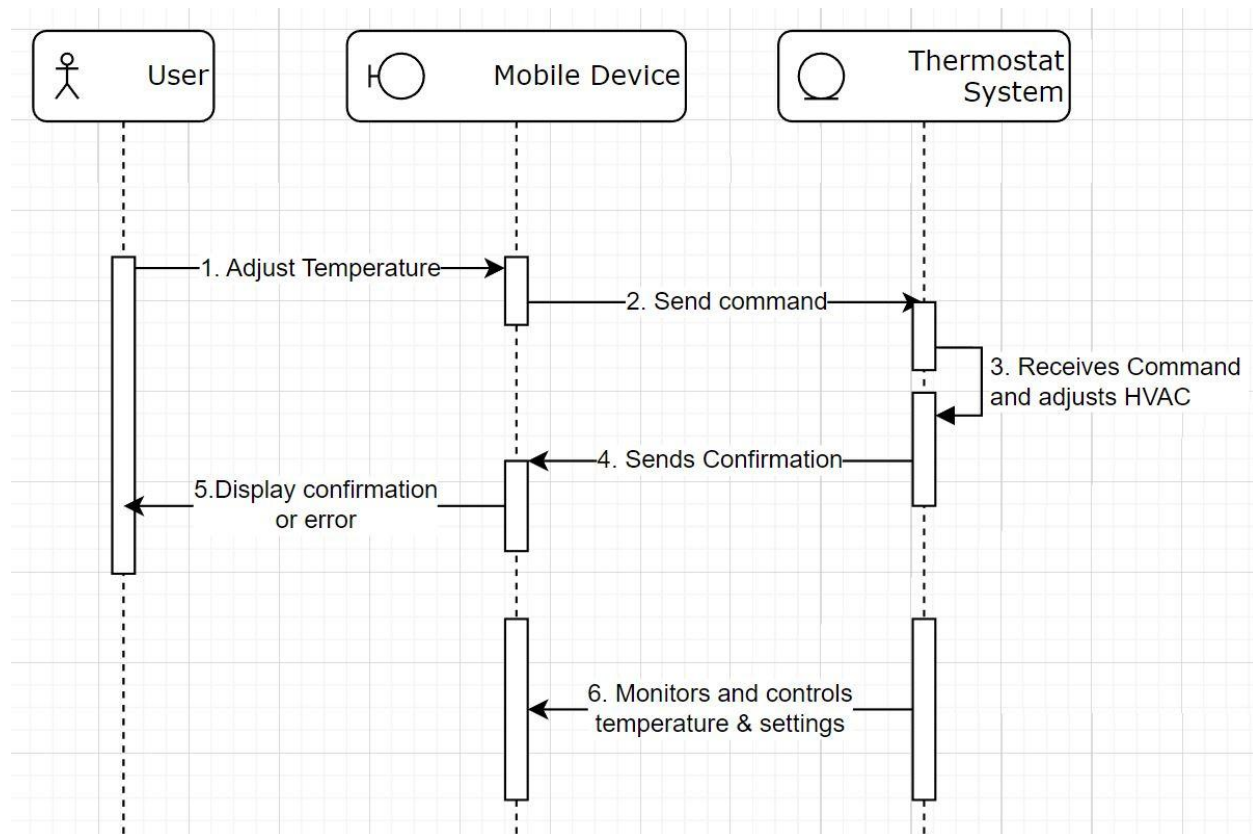 User
Mobile Device
Thermostat
System
1. Adjust Temperature
2. Send command
3. Receives Command
and adjusts HVAC
4. Sends Confirmation
5.Display confirmation
or error
6. Monitors and controls
temperature & settings